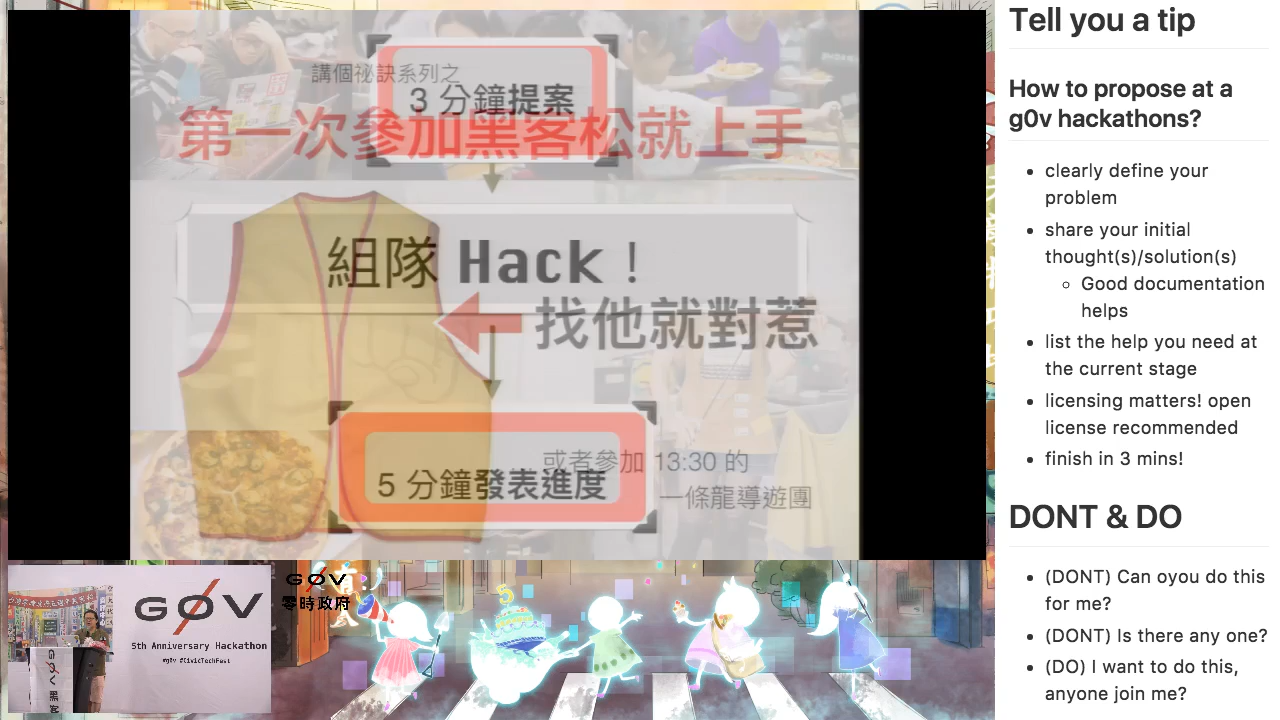 講個祕訣系列之
3 分鐘提案
第一次參加黑客松就上手
組隊 Hack！
找他就對惹
或者參加 13:30 的
5 分鐘發表進度
一條龍導遊團
G0V
5th Anniversary Hackathon
#g0v #CivicTechFest
G0V
零時政府
5
黑客
Tell you a tip
How to propose at a
g0v hackathons?
clearly define your
problem
share your initial
thought(s)/solution(s)
Good documentation
helps
list the help you need at
the current stage
licensing matters! open
license recommended
finish in 3 mins!
DONT & DO
(DONT) Can oyou do this
for me?
(DONT) Is there any one?
(DO) I want to do this,
anyone join me?